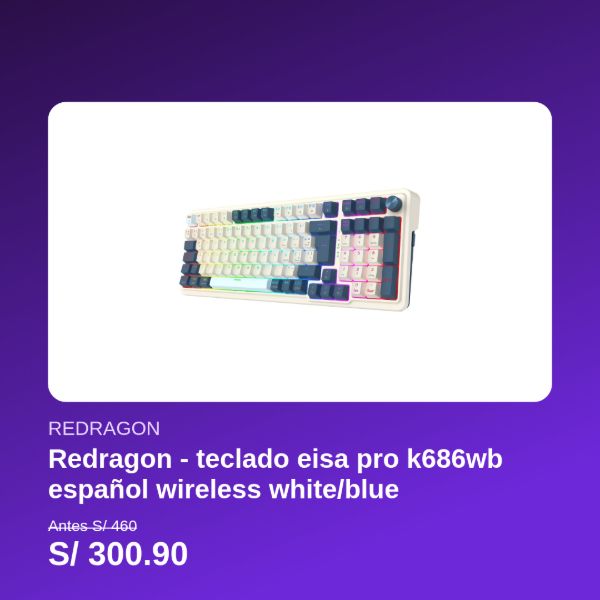 REDRAGON
Redragon - teclado eisa pro k686wb
español wireless white/blue
Antes S/ 460
S/ 300.90